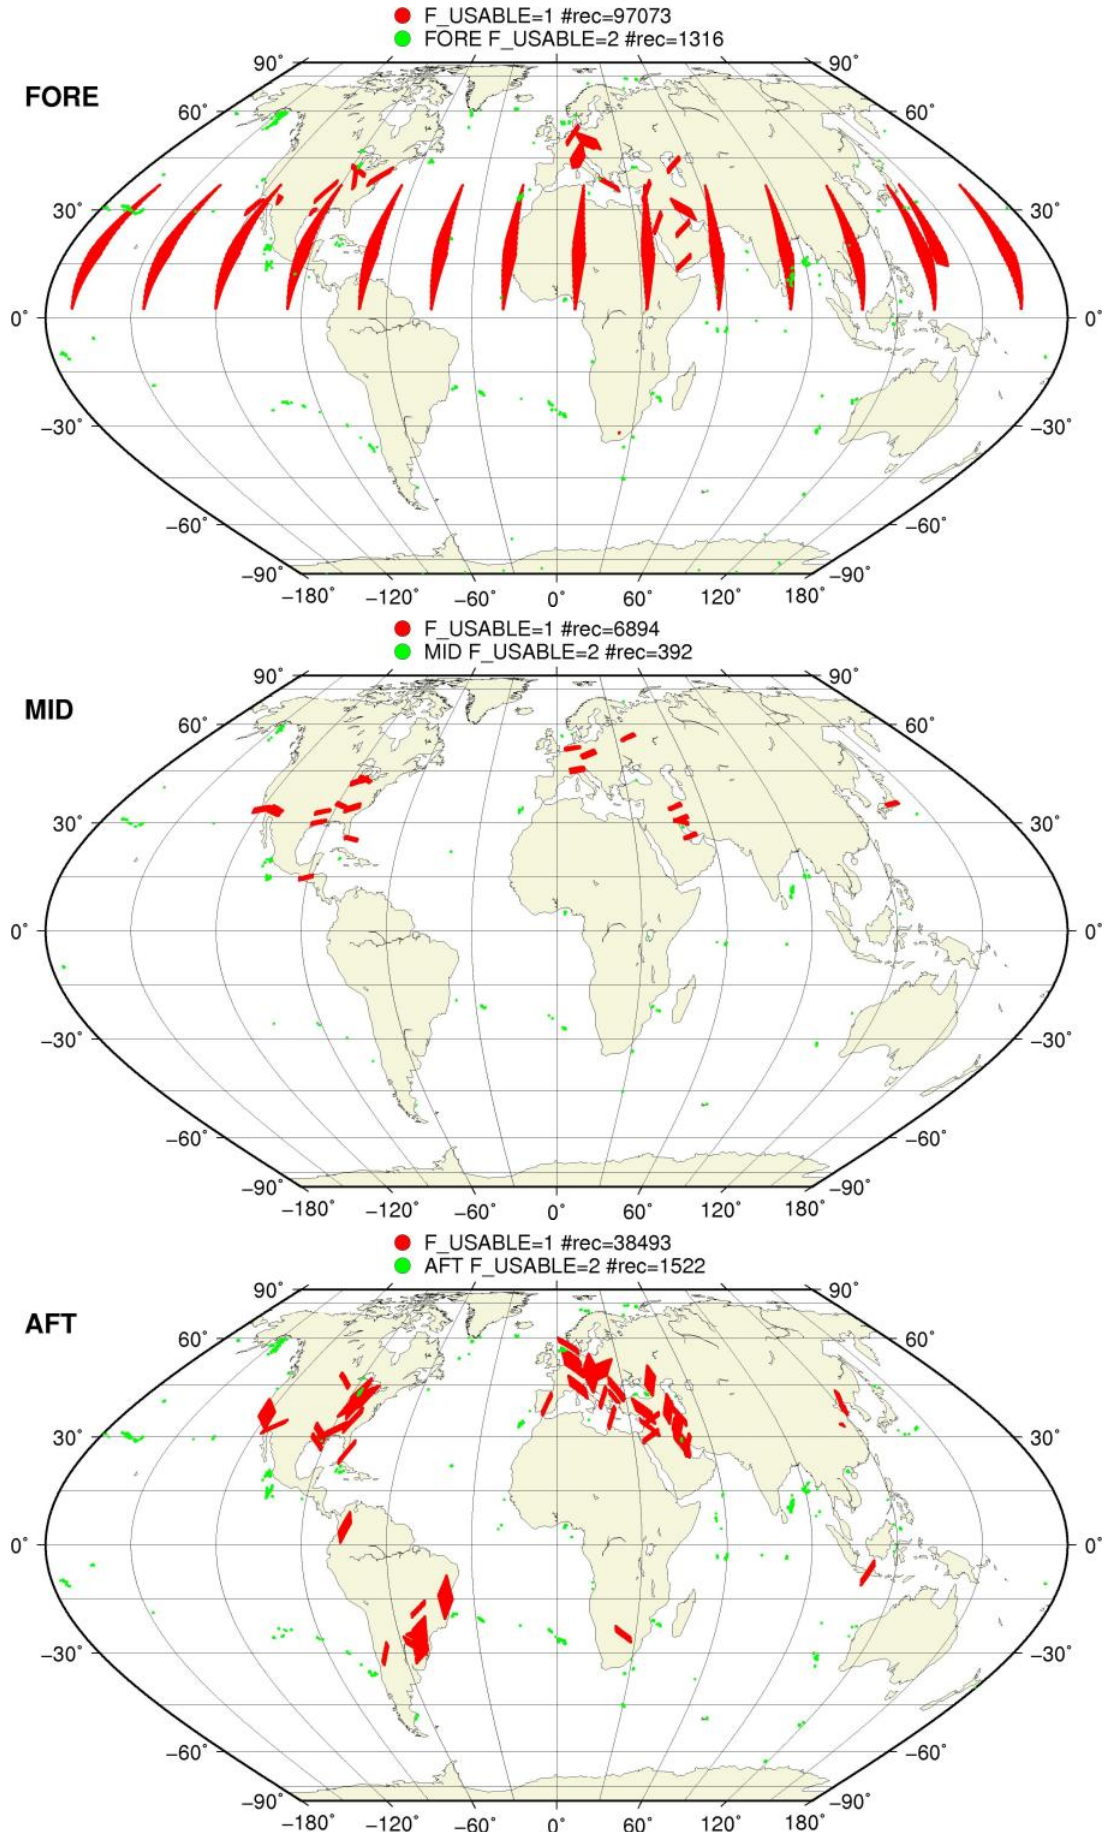 F_USABLE=1 #rec=97073
FORE F_USABLE=2 #rec=1316
FORE
90° 90°
60° 60°
30° 30°
0° 0°
−30° −30°
−60° −60°
−90° −90°
−180° −120° −60° 0° 60° 120° 180°
F_USABLE=1 #rec=6894
MID F_USABLE=2 #rec=392
MID
90° 90°
60° 60°
30° 30°
0° 0°
−30° −30°
−60° −60°
−90° −90°
−180° −120° −60° 0° 60° 120° 180°
F_USABLE=1 #rec=38493
AFT F_USABLE=2 #rec=1522
AFT
90° 90°
60° 60°
30° 30°
0° 0°
−30° −30°
−60° −60°
−90° −90°
−180° −120° −60° 0° 60° 120° 180°